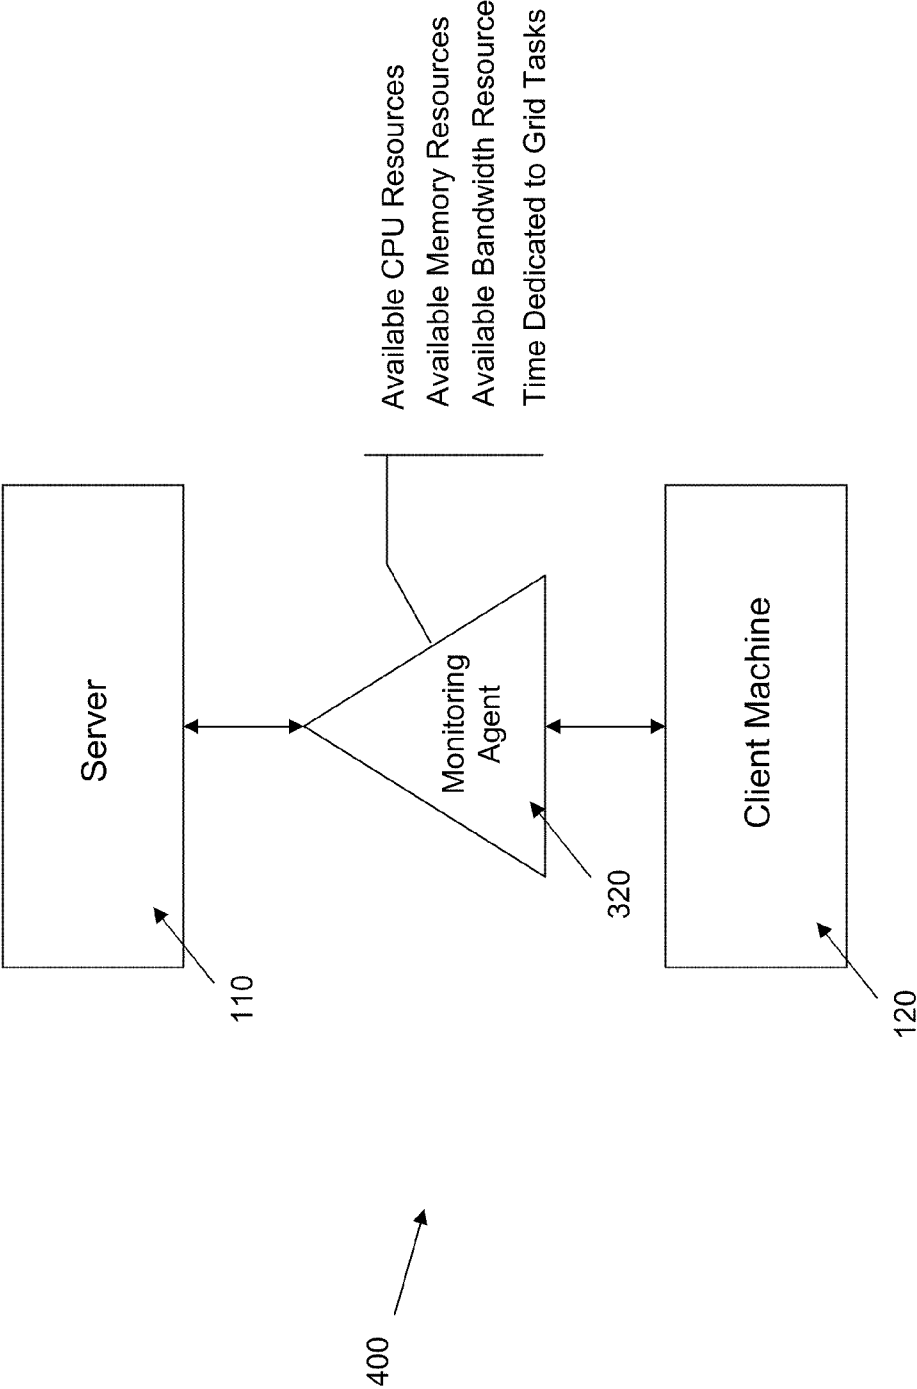 Server
110
400
Available CPU Resources
Available Memory Resources
Available Bandwidth Resource
Time Dedicated to Grid Tasks
Monitoring
Agent
320
Client Machine
120